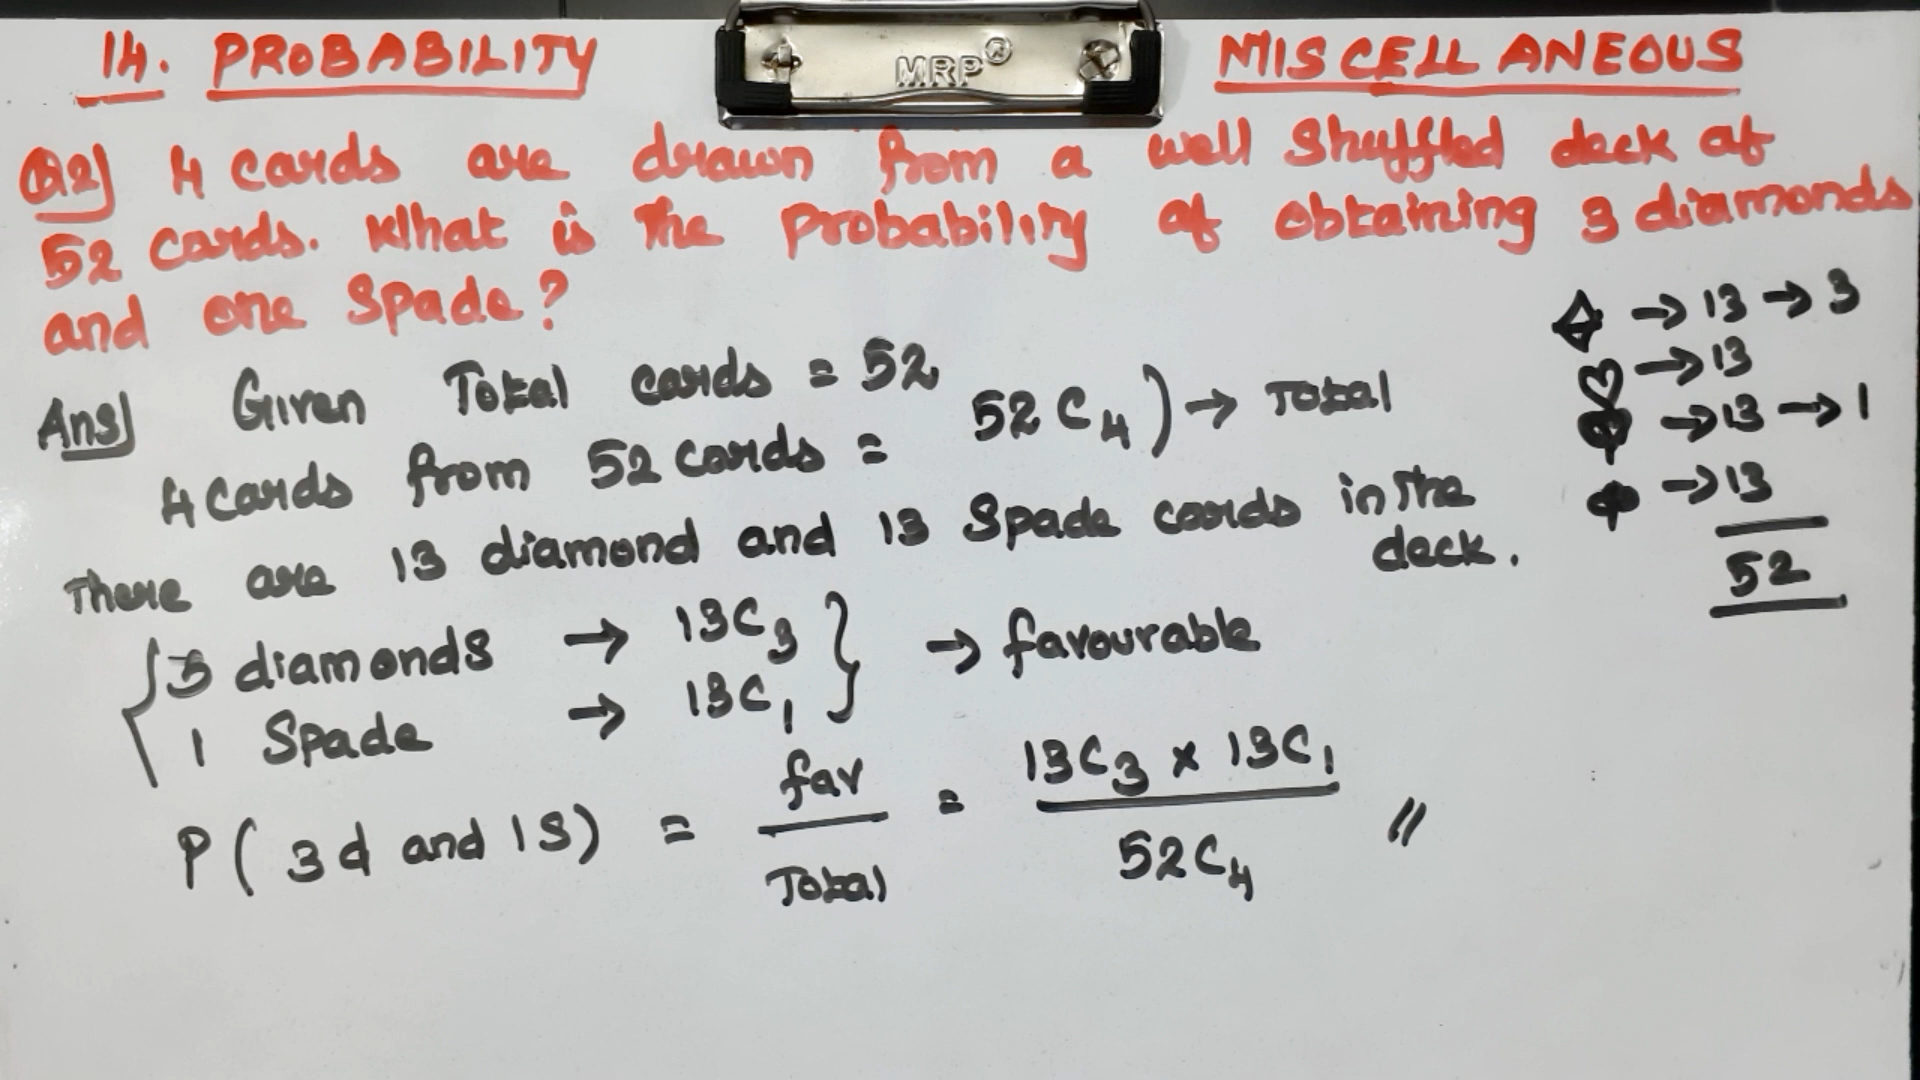 14. PROBABILITY
MRP®
MISCELLANEOUS
Q2) 4 cards are drawn from a well shuffled deck of
52 cards. What is the probability of obtaining 3 diamonds
and one spade?
Ans) Given Total cards = 52
4 cards from 52 cards = 52C4) → Total
There are 13 diamond and 13 Spade cards in the
deck.
{3 diamonds → 13C3 } → favourable
1 Spade → 13C1
P( 3d and 1S) = fav / Total = 13C3 x 13C1 / 52C4 //
♢ → 13 → 3
♡ → 13
♠ → 13 → 1
♣ → 13
52